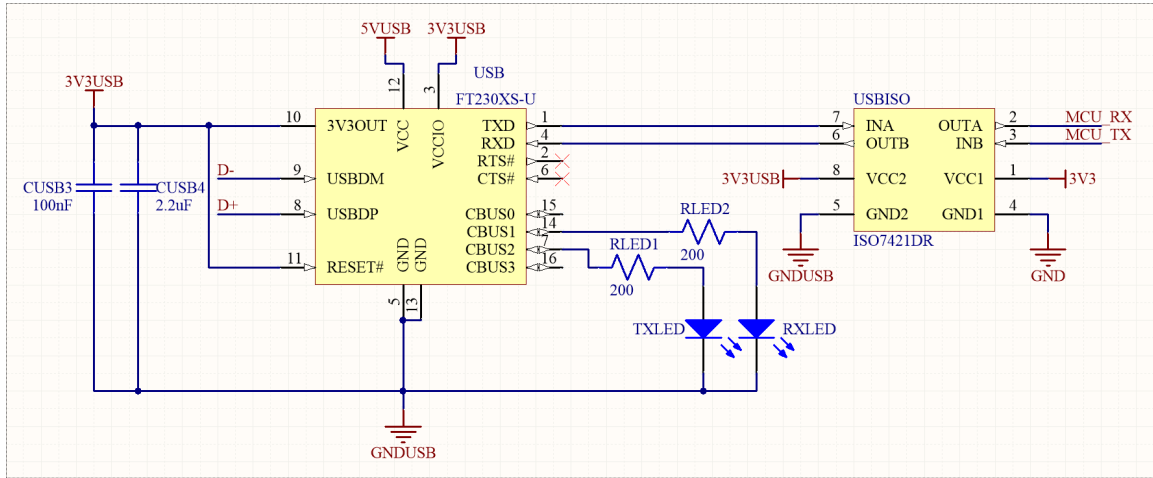 5VUSB
3V3USB
USB
FT230XS-U
3V3USB
12
3
10
3V3OUT
VCC
VCCIO
TXD
1
RXD
4
RTS#
2
CTS#
6
D-
9
USBDM
D+
8
USBDP
CBUS0
15
CBUS1
14
CBUS2
7
CBUS3
16
11
RESET#
GND
GND
5
13
CUSB3
100nF
CUSB4
2.2uF
RLED2
200
RLED1
200
TXLED
RXLED
GNDUSB
USBISO
7
INA
OUTA
2
MCU_RX
6
OUTB
INB
3
MCU_TX
3V3USB
8
VCC2
VCC1
1
3V3
5
GND2
GND1
4
ISO7421DR
GNDUSB
GND